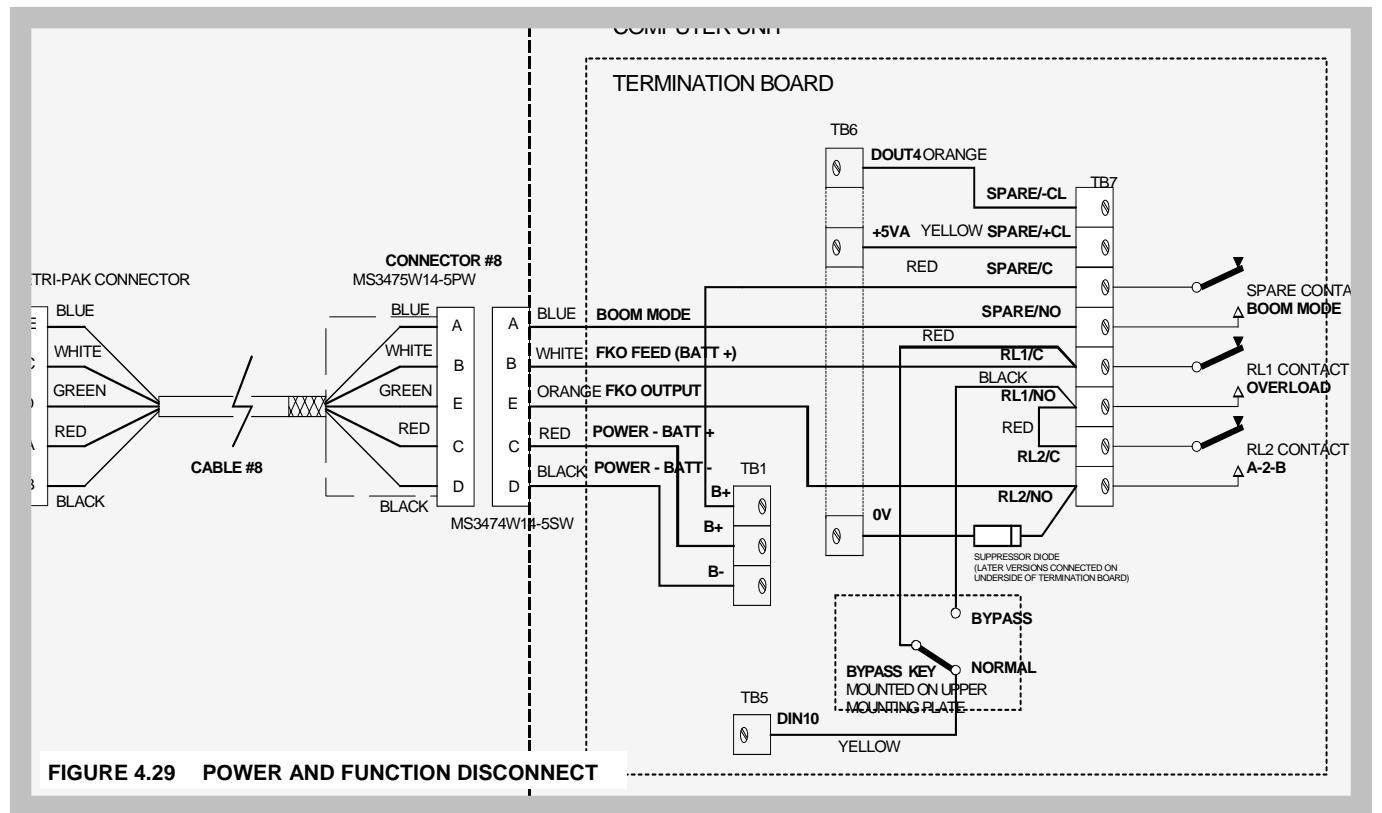 COMPUTER UNIT
TERMINATION BOARD
TB6
DOUT4 ORANGE
TB7
SPARE/-CL
+5VA YELLOW SPARE/+CL
RED SPARE/C
SPARE CONTA
BOOM MODE
SPARE/NO
CONNECTOR #8
MS3475W14-5PW
TRI-PAK CONNECTOR
BLUE
WHITE
GREEN
RED
BLACK
CABLE #8
BLUE
WHITE
GREEN
RED
BLACK
A
B
E
C
D
A
B
E
C
D
MS3474W14-5SW
BLUE BOOM MODE
WHITE FKO FEED (BATT +)
ORANGE FKO OUTPUT
RED POWER - BATT +
BLACK POWER - BATT -
TB1
B+
B+
B-
RED
RL1/C
RL1 CONTACT
OVERLOAD
BLACK
RL1/NO
RED
RL2/C
RL2 CONTACT
A-2-B
RL2/NO
0V
SUPPRESSOR DIODE
(LATER VERSIONS CONNECTED ON
UNDERSIDE OF TERMINATION BOARD)
BYPASS
NORMAL
BYPASS KEY
MOUNTED ON UPPER
MOUNTING PLATE
TB5
DIN10
YELLOW
FIGURE 4.29 POWER AND FUNCTION DISCONNECT